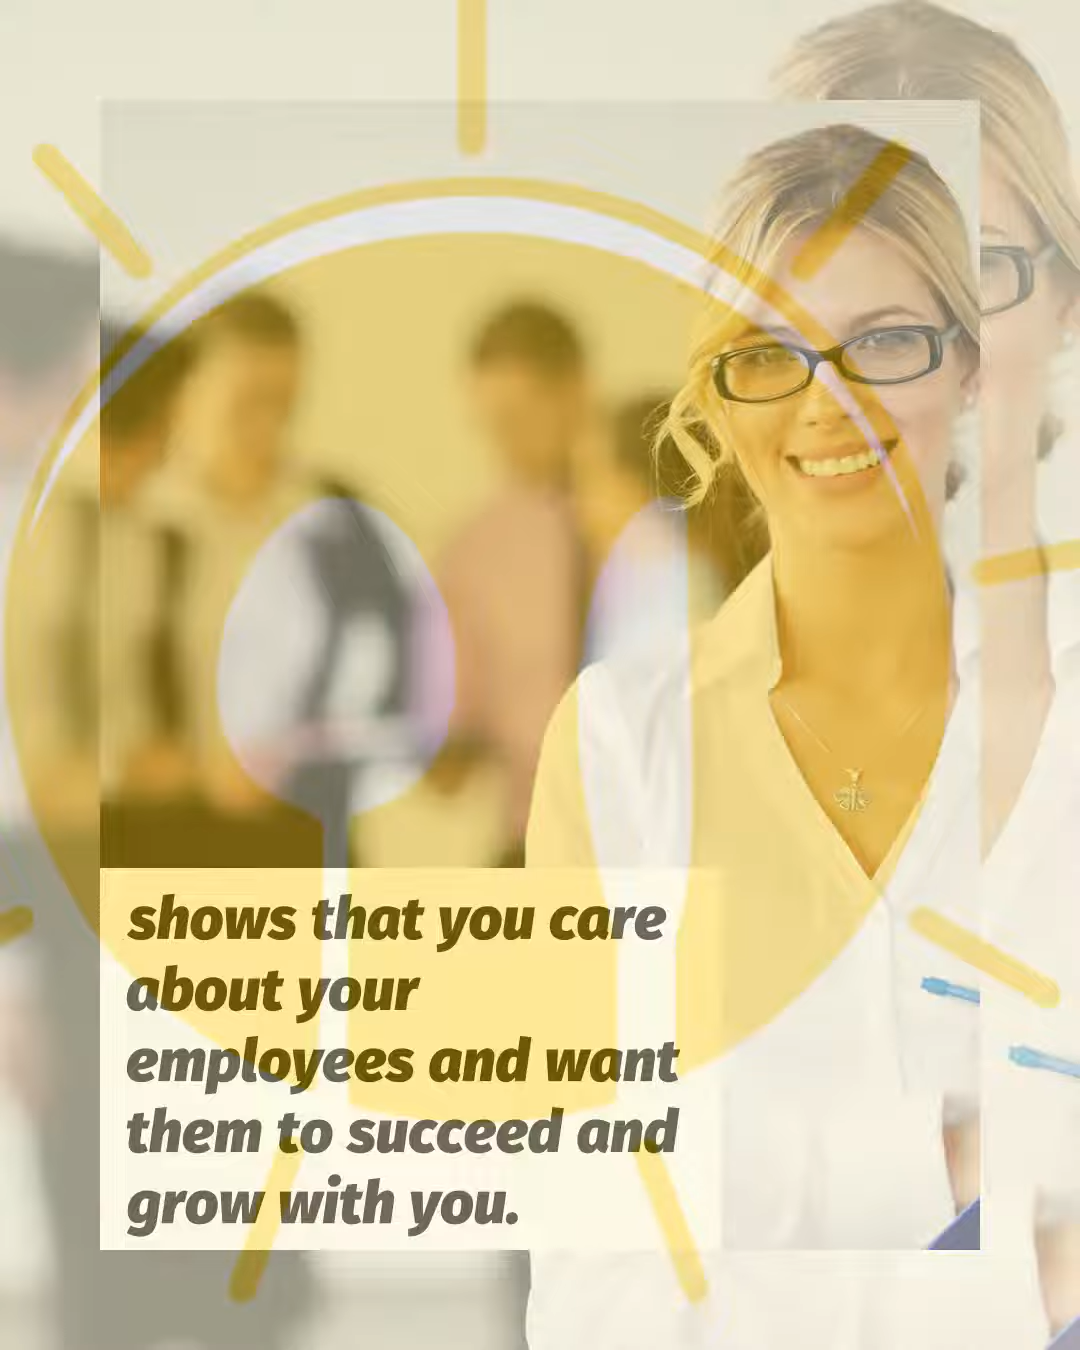 shows that you care
about your
employees and want
them to succeed and
grow with you.